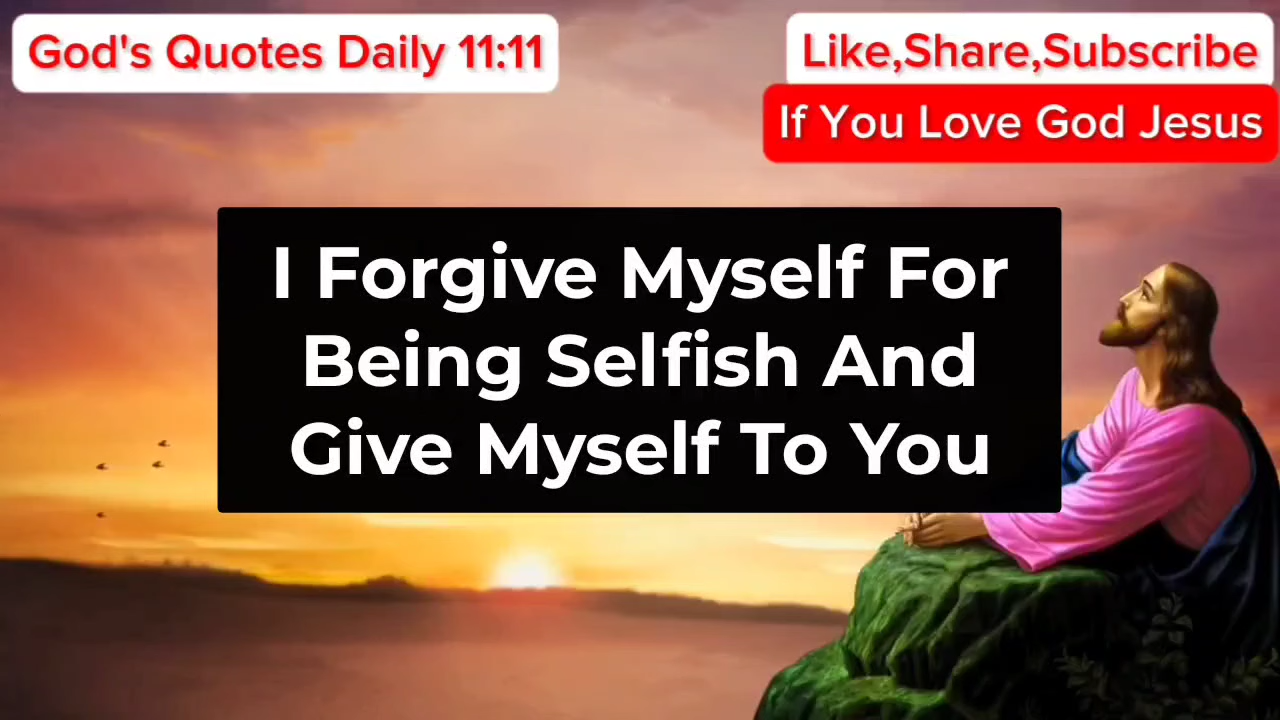 God's Quotes Daily 11:11
Like,Share,Subscribe
If You Love God Jesus
I Forgive Myself For
Being Selfish And
Give Myself To You